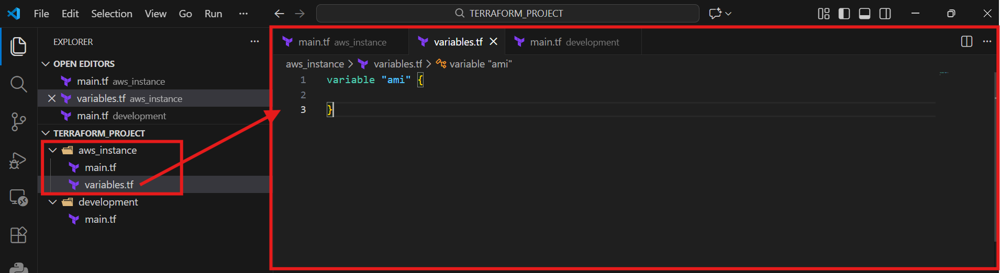 File Edit Selection View Go Run ··· TERRAFORM_PROJECT
EXPLORER ···
OPEN EDITORS
main.tf aws_instance
variables.tf aws_instance
main.tf development
TERRAFORM_PROJECT
aws_instance
main.tf
variables.tf
development
main.tf
main.tf aws_instance variables.tf main.tf development ···
aws_instance > variables.tf > variable "ami"
1 variable "ami" {
2
3 }